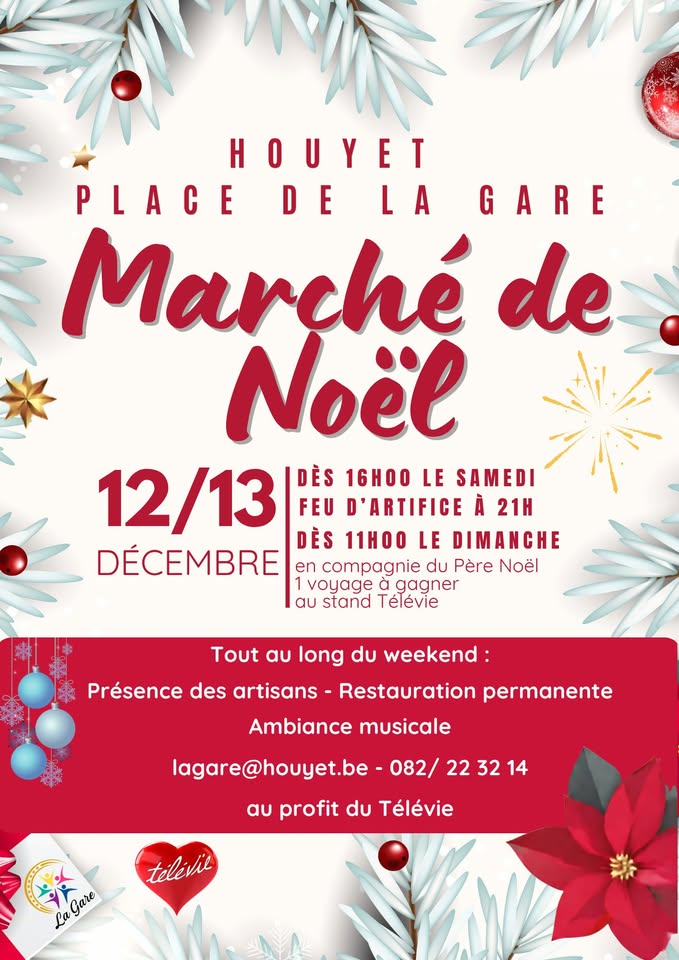 HOUYET
PLACE DE LA GARE
Marché de
Noël
12/13
DÉCEMBRE
DÈS 16H00 LE SAMEDI
FEU D'ARTIFICE À 21H
DÈS 11H00 LE DIMANCHE
en compagnie du Père Noël
1 voyage à gagner
au stand Télévie
Tout au long du weekend :
Présence des artisans - Restauration permanente
Ambiance musicale
lagare@houyet.be - 082/ 22 32 14
au profit du Télévie
La Gare
télévie